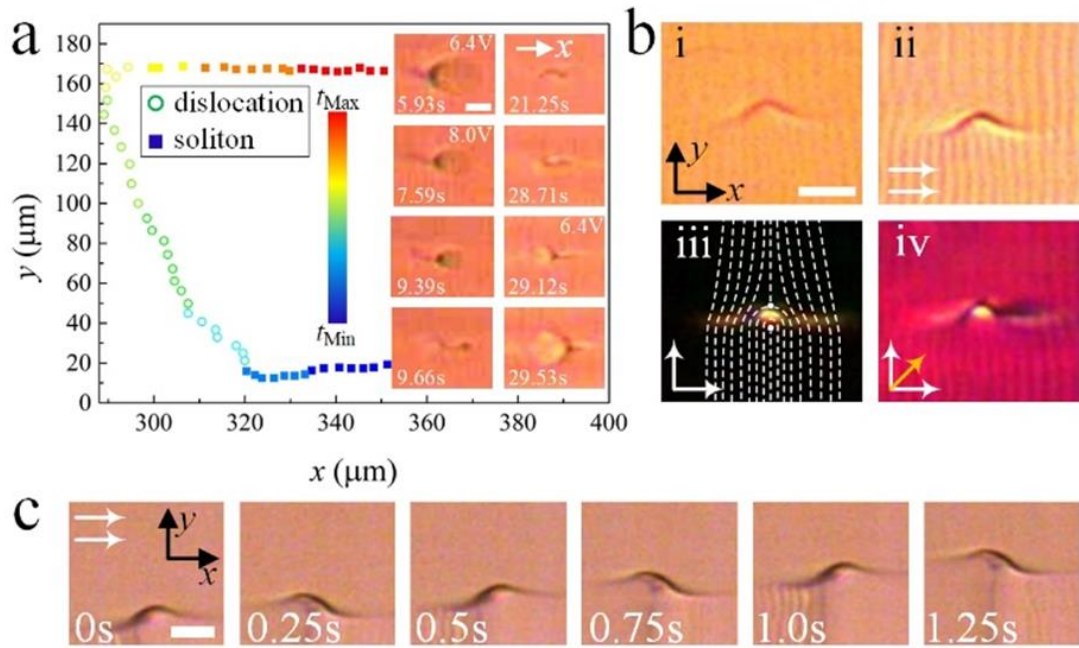 a
180
160
140
120
100
80
60
40
20
0
y (μm)
300
320
340
360
380
400
x (μm)
dislocation
soliton
tMax
tMin
6.4V
5.93s
x
21.25s
8.0V
7.59s
28.71s
9.39s
6.4V
29.12s
9.66s
29.53s
b
i
y
x
ii
iii
iv
c
y
x
0s
0.25s
0.5s
0.75s
1.0s
1.25s